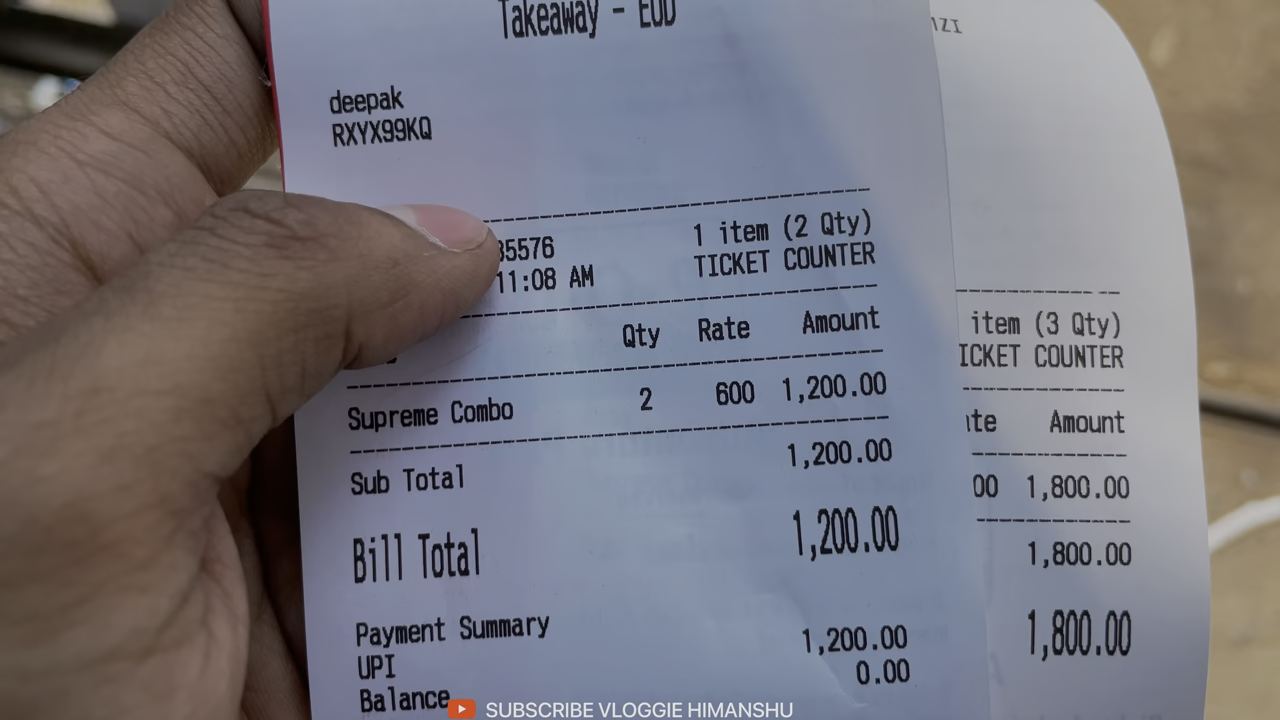 Takeaway - EOD
deepak
RXYX99KQ
35576 1 item (2 Qty)
11:08 AM TICKET COUNTER
Qty Rate Amount
Supreme Combo 2 600 1,200.00
Sub Total 1,200.00
Bill Total 1,200.00
Payment Summary
UPI 1,200.00
Balance 0.00
item (3 Qty)
ICKET COUNTER
Amount
00 1,800.00
1,800.00
1,800.00
SUBSCRIBE VLOGGIE HIMANSHU